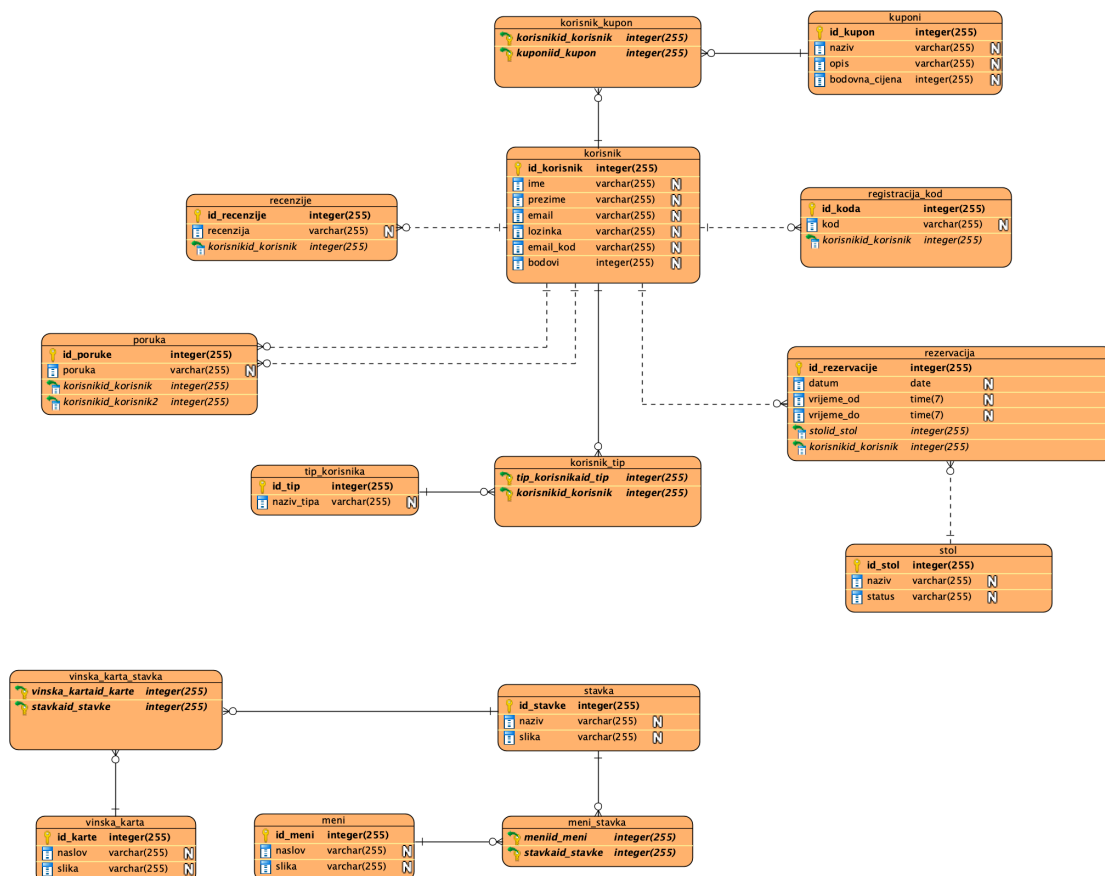 korisnik_kupon
korisnikid_korisnik integer(255)
kuponiid_kupon integer(255)
kuponi
id_kupon integer(255)
naziv varchar(255) N
opis varchar(255) N
bodovna_cijena integer(255) N
korisnik
id_korisnik integer(255)
ime varchar(255) N
prezime varchar(255) N
email varchar(255) N
lozinka varchar(255) N
email_kod varchar(255) N
bodovi integer(255) N
recenzije
id_recenzije integer(255)
recenzija varchar(255) N
korisnikid_korisnik integer(255)
registracija_kod
id_koda integer(255)
kod varchar(255) N
korisnikid_korisnik integer(255)
poruka
id_poruke integer(255)
poruka varchar(255) N
korisnikid_korisnik integer(255)
korisnikid_korisnik2 integer(255)
rezervacija
id_rezervacije integer(255)
datum date N
vrijeme_od time(7) N
vrijeme_do time(7) N
stolid_stol integer(255)
korisnikid_korisnik integer(255)
tip_korisnika
id_tip integer(255)
naziv_tipa varchar(255) N
korisnik_tip
tip_korisnikaid_tip integer(255)
korisnikid_korisnik integer(255)
stol
id_stol integer(255)
naziv varchar(255) N
status varchar(255) N
vinska_karta_stavka
vinska_kartaid_karte integer(255)
stavkaid_stavke integer(255)
stavka
id_stavke integer(255)
naziv varchar(255) N
slika varchar(255) N
vinska_karta
id_karte integer(255)
naslov varchar(255) N
slika varchar(255) N
meni
id_meni integer(255)
naslov varchar(255) N
slika varchar(255) N
meni_stavka
meniid_meni integer(255)
stavkaid_stavke integer(255)